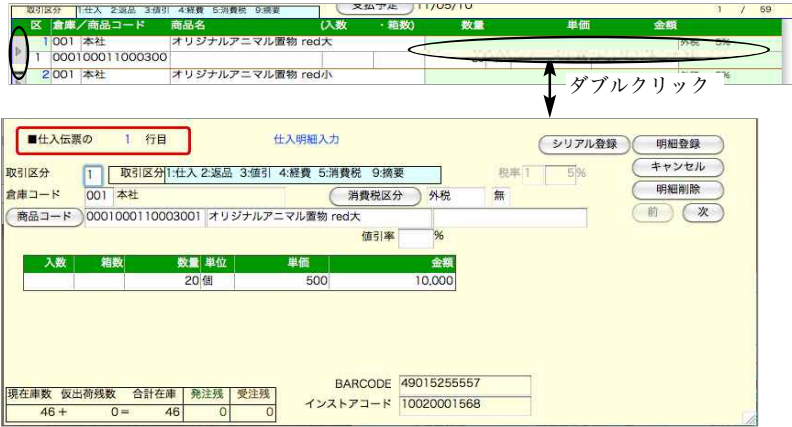 取引区分 1:仕入 2:返品 3:値引 4:経費 5:消費税 9:摘要 支払予定 11/05/10 1 / 59
区 倉庫/商品コード 商品名 (入数 ・箱数) 数量 単価 金額
1 001 本社 オリジナルアニマル置物 red大 外税 5%
1 000100011000300
2 001 本社 オリジナルアニマル置物 red小
ダブルクリック
■仕入伝票の 1 行目 仕入明細入力 シリアル登録 明細登録
取引区分 1 取引区分 1:仕入 2:返品 3:値引 4:経費 5:消費税 9:摘要 税率1 5% キャンセル
倉庫コード 001 本社 消費税区分 外税 無 明細削除
商品コード 0001000110003001 オリジナルアニマル置物 red大 前 次
値引率 %
入数 箱数 数量 単位 単価 金額
20 個 500 10,000
BARCODE 49015255557
現在庫数 仮出荷残数 合計在庫 発注残 受注残 インストアコード 10020001568
46 + 0 = 46 0 0